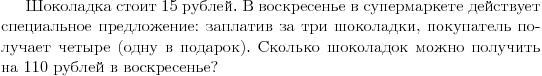 Шоколадка стоит 15 рублей. В воскресенье в супермаркете действует
специальное предложение: заплатив за три шоколадки, покупатель по-
лучает четыре (одну в подарок). Сколько шоколадок можно получить
на 110 рублей в воскресенье?